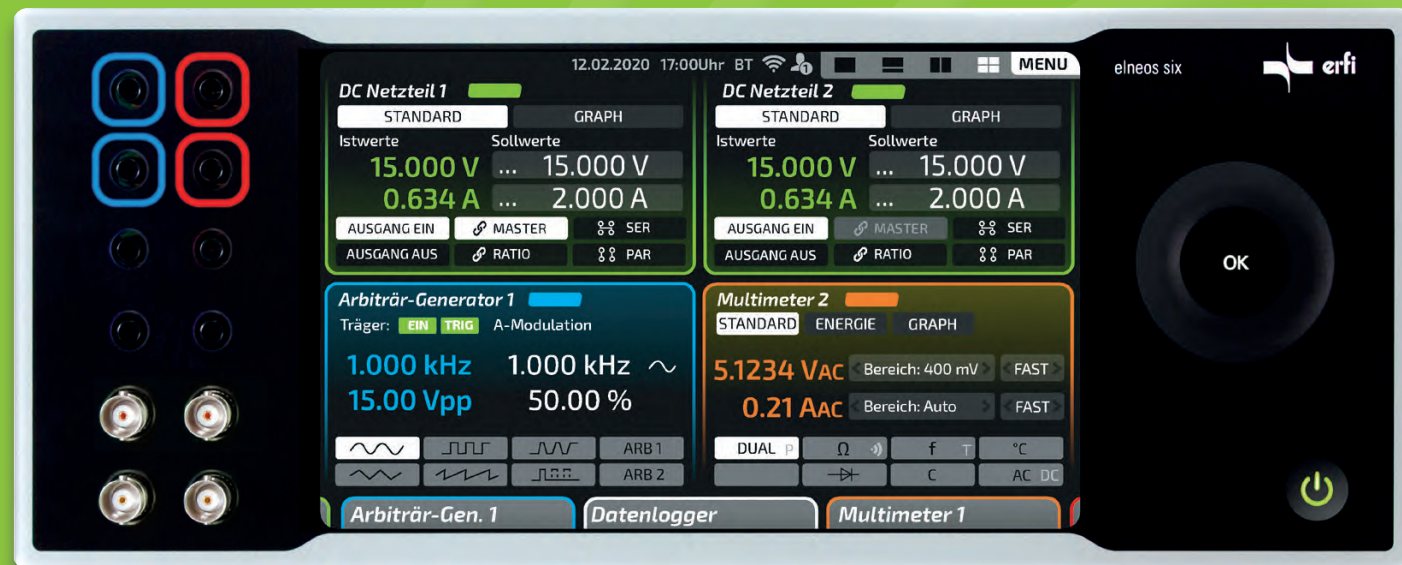 12.02.2020 17:00Uhr BT 1 MENU
elneos six
erfi
DC Netzteil 1
STANDARD GRAPH
Istwerte Sollwerte
15.000 V ... 15.000 V
0.634 A ... 2.000 A
AUSGANG EIN MASTER SER
AUSGANG AUS RATIO PAR
DC Netzteil 2
STANDARD GRAPH
Istwerte Sollwerte
15.000 V ... 15.000 V
0.634 A ... 2.000 A
AUSGANG EIN MASTER SER
AUSGANG AUS RATIO PAR
OK
Arbiträr-Generator 1
Träger: EIN TRIG A-Modulation
1.000 kHz 1.000 kHz
15.00 Vpp 50.00 %
ARB 1
ARB 2
Multimeter 2
STANDARD ENERGIE GRAPH
5.1234 VAC Bereich: 400 mV FAST
0.21 AAC Bereich: Auto FAST
DUAL P Ω f T °C
C AC DC
Arbiträr-Gen. 1 Datenlogger Multimeter 1